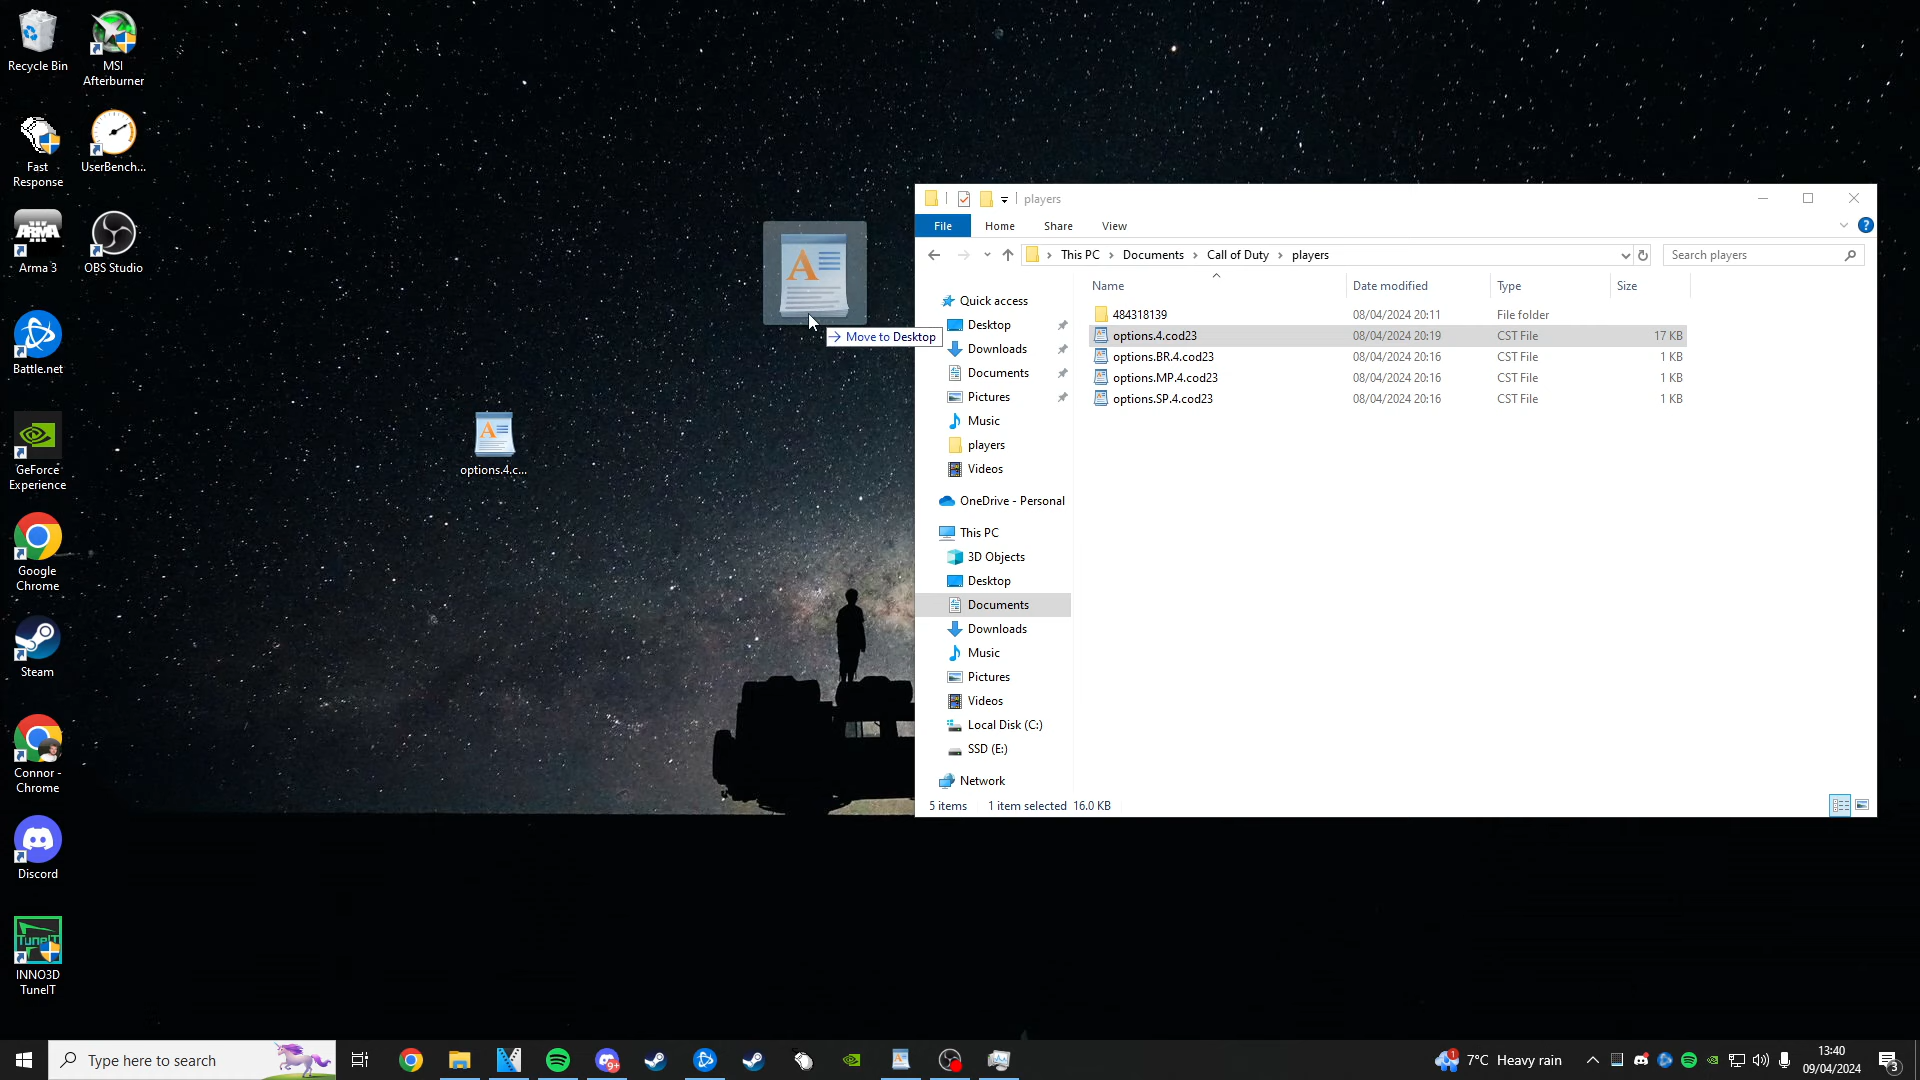 Recycle Bin
MSI
Afterburner
Fast
Response
UserBench...
ARMA
Arma 3
OBS Studio
Battle.net
GeForce
Experience
Google
Chrome
Steam
Connor -
Chrome
Discord
TuneIT
INNO3D
TuneIT
options.4.c...
Move to Desktop
players
File
Home
Share
View
This PC
Documents
Call of Duty
players
Search players
Name
Date modified
Type
Size
484318139
08/04/2024 20:11
File folder
options.4.cod23
08/04/2024 20:19
CST File
17 KB
options.BR.4.cod23
08/04/2024 20:16
CST File
1 KB
options.MP.4.cod23
08/04/2024 20:16
CST File
1 KB
options.SP.4.cod23
08/04/2024 20:16
CST File
1 KB
Quick access
Desktop
Downloads
Documents
Pictures
Music
players
Videos
OneDrive - Personal
This PC
3D Objects
Desktop
Documents
Downloads
Music
Pictures
Videos
Local Disk (C:)
SSD (E:)
Network
5 items
1 item selected 16.0 KB
Type here to search
9+
1
7°C Heavy rain
13:40
09/04/2024
3